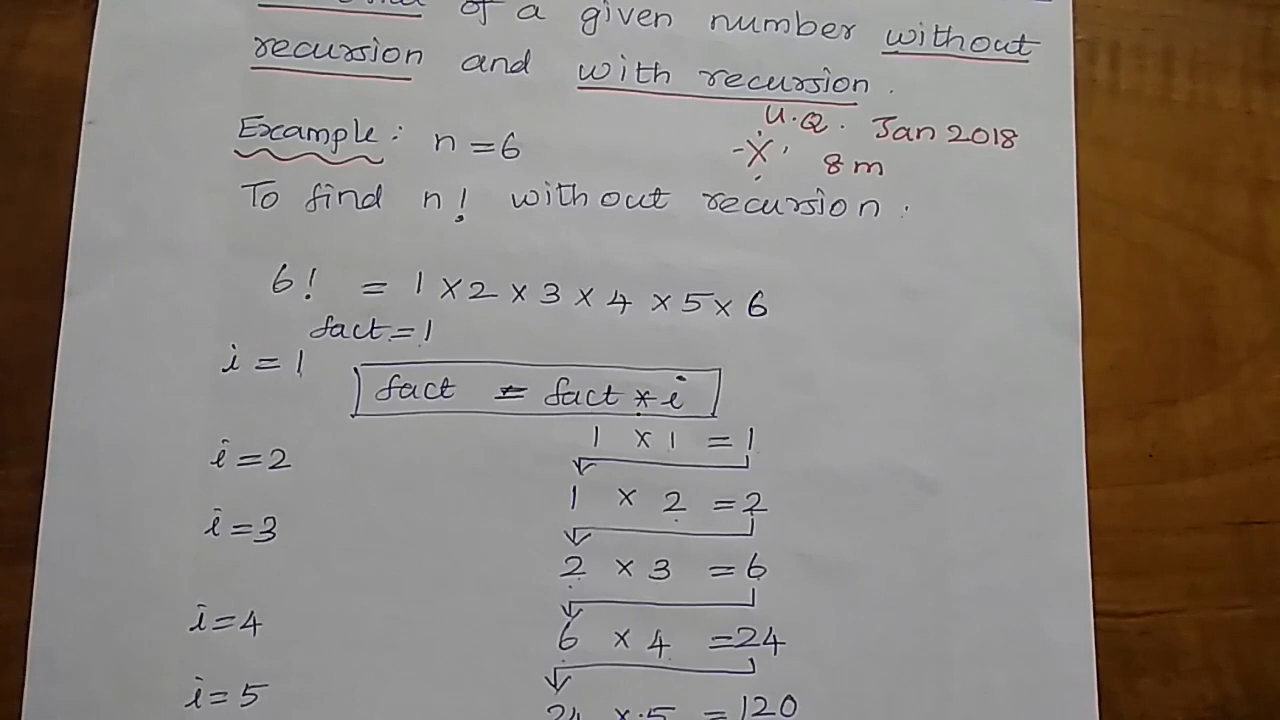 of a given number without
recursion and with recursion.
U.Q. Jan 2018
Example: n=6
8m
To find n! without recursion.
6! = 1 × 2 × 3 × 4 × 5 × 6
fact=1
i=1
fact = fact * i
1 × 1 = 1
i=2
1 × 2 = 2
i=3
2 × 3 = 6
i=4
6 × 4 = 24
i=5
24 × 5 = 120